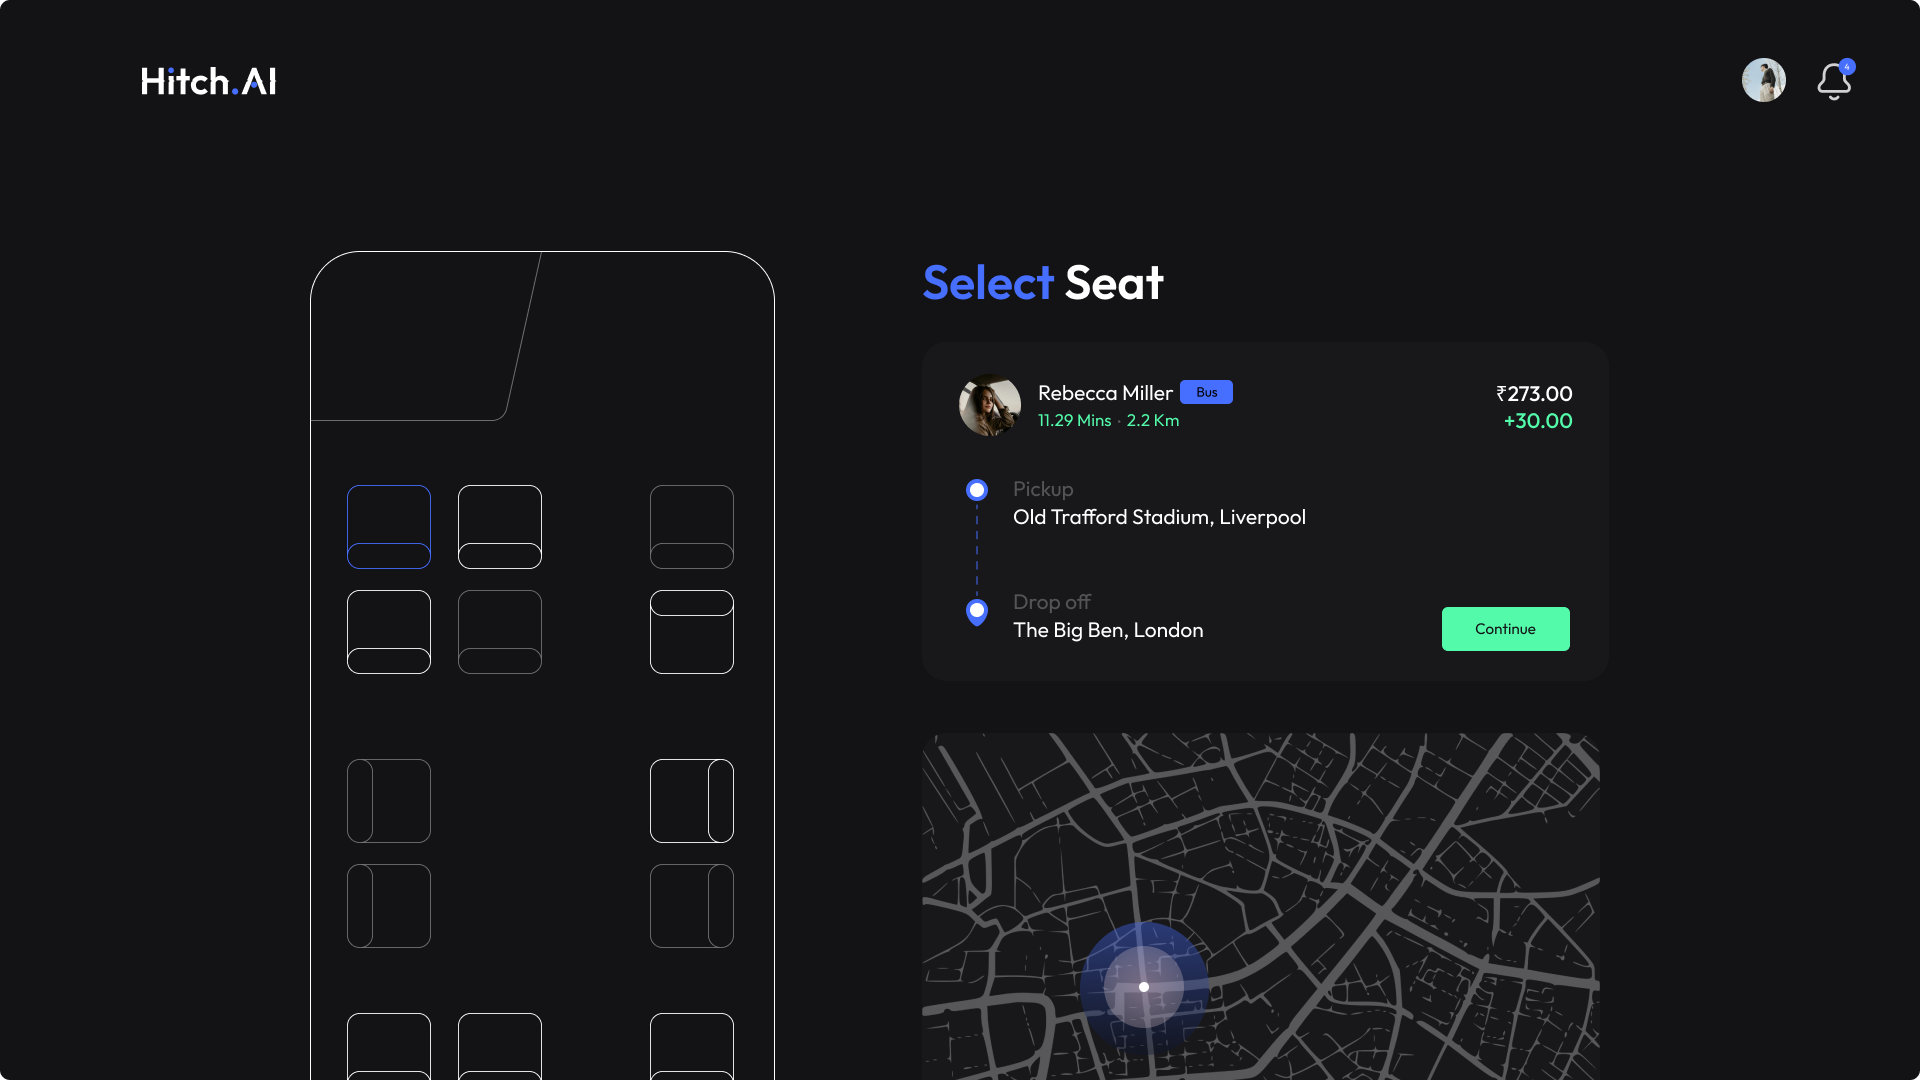 Hitch.AI
4
Select Seat
Rebecca Miller Bus
₹273.00
11.29 Mins · 2.2 Km
+30.00
Pickup
Old Trafford Stadium, Liverpool
Drop off
The Big Ben, London
Continue